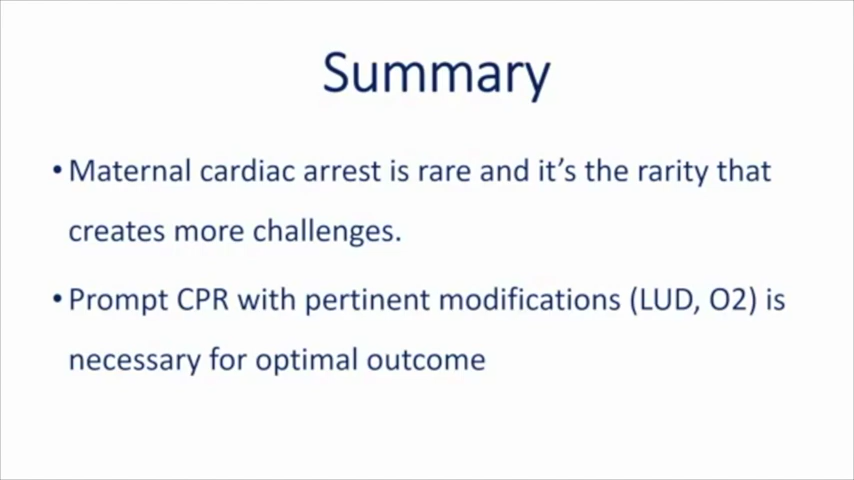 Summary
• Maternal cardiac arrest is rare and it's the rarity that
creates more challenges.
• Prompt CPR with pertinent modifications (LUD, O2) is
necessary for optimal outcome